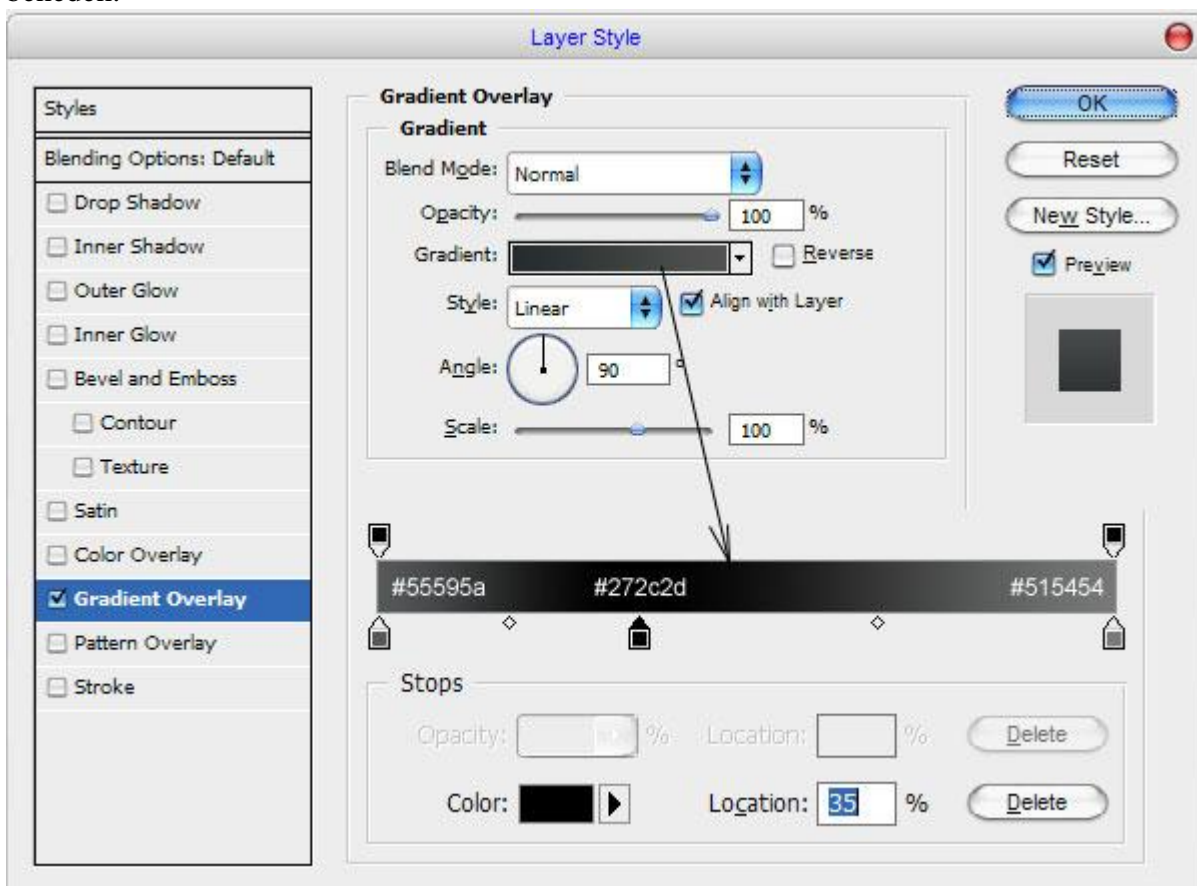 Layer Style
Styles
Blending Options: Default
Drop Shadow
Inner Shadow
Outer Glow
Inner Glow
Bevel and Emboss
Contour
Texture
Satin
Color Overlay
Gradient Overlay
Pattern Overlay
Stroke
Gradient Overlay
Gradient
Blend Mode: Normal
Opacity: 100 %
Gradient: Reverse
Style: Linear Align with Layer
Angle: 90 °
Scale: 100 %
OK
Reset
New Style...
Preview
#55595a #272c2d #515454
Stops
Opacity: % Location: % Delete
Color: Location: 35 % Delete